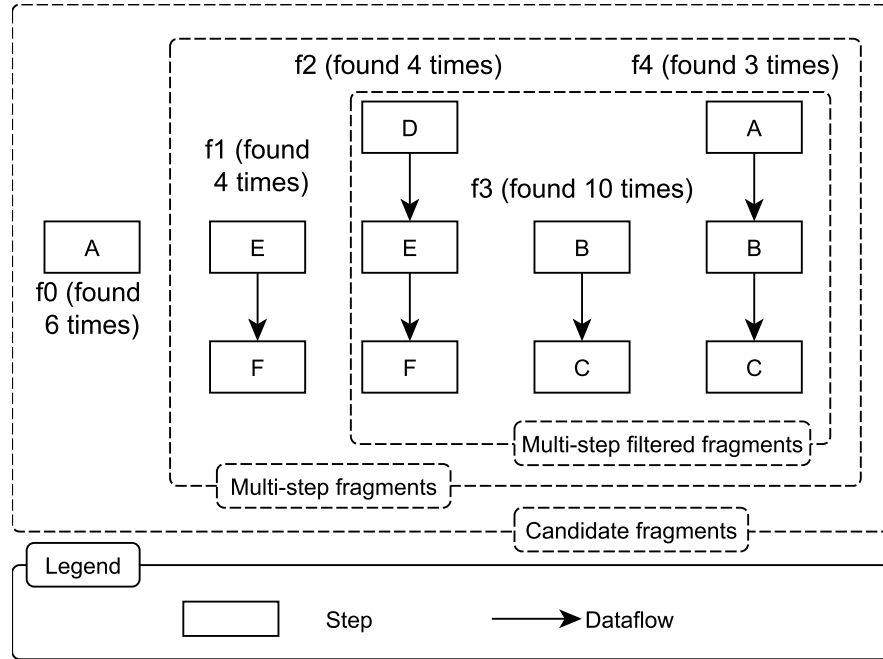 f2 (found 4 times)
f4 (found 3 times)
D
A
f1 (found
4 times)
f3 (found 10 times)
A
E
E
B
B
f0 (found
6 times)
F
F
C
C
Multi-step filtered fragments
Multi-step fragments
Candidate fragments
Legend
Step
Dataflow